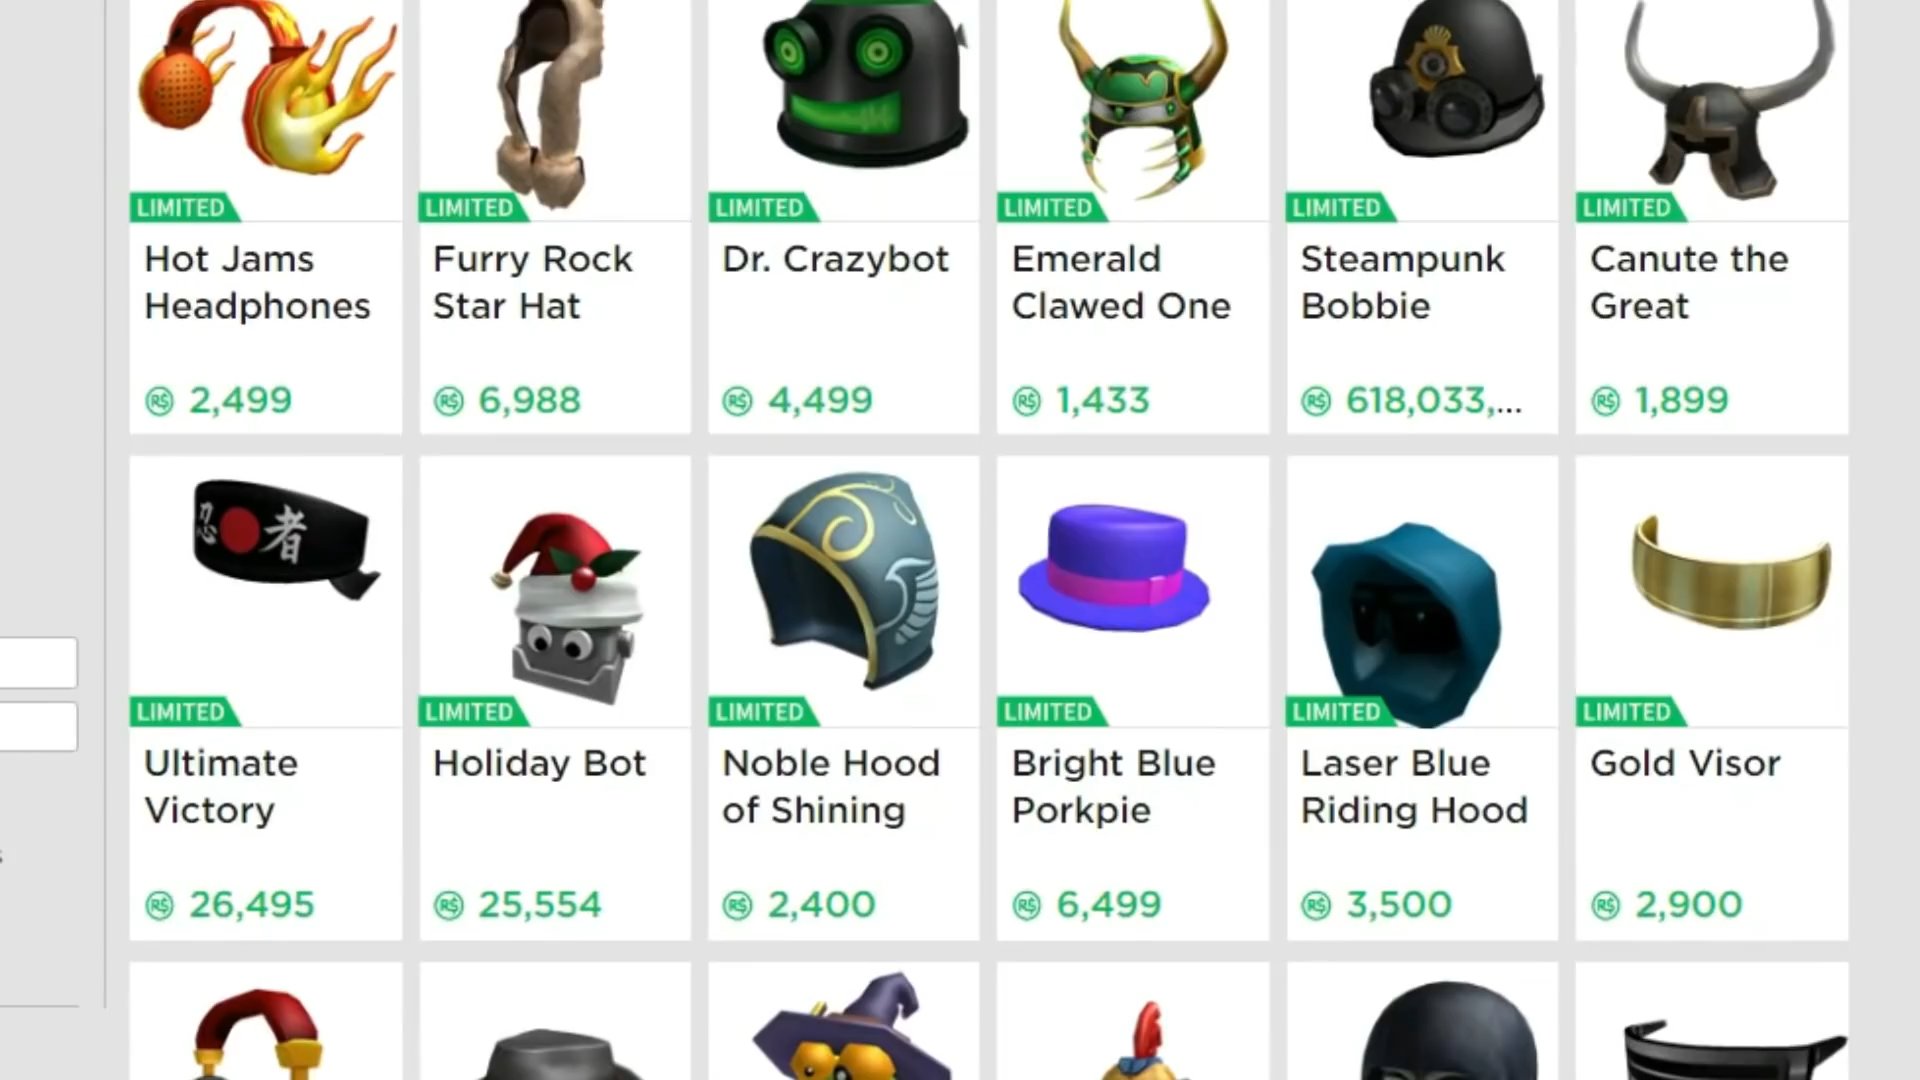 LIMITED
Hot Jams
Headphones
R$ 2,499
LIMITED
Furry Rock
Star Hat
R$ 6,988
LIMITED
Dr. Crazybot
R$ 4,499
LIMITED
Emerald
Clawed One
R$ 1,433
LIMITED
Steampunk
Bobbie
R$ 618,033,...
LIMITED
Canute the
Great
R$ 1,899
忍者
LIMITED
Ultimate
Victory
R$ 26,495
LIMITED
Holiday Bot
R$ 25,554
LIMITED
Noble Hood
of Shining
R$ 2,400
LIMITED
Bright Blue
Porkpie
R$ 6,499
LIMITED
Laser Blue
Riding Hood
R$ 3,500
LIMITED
Gold Visor
R$ 2,900